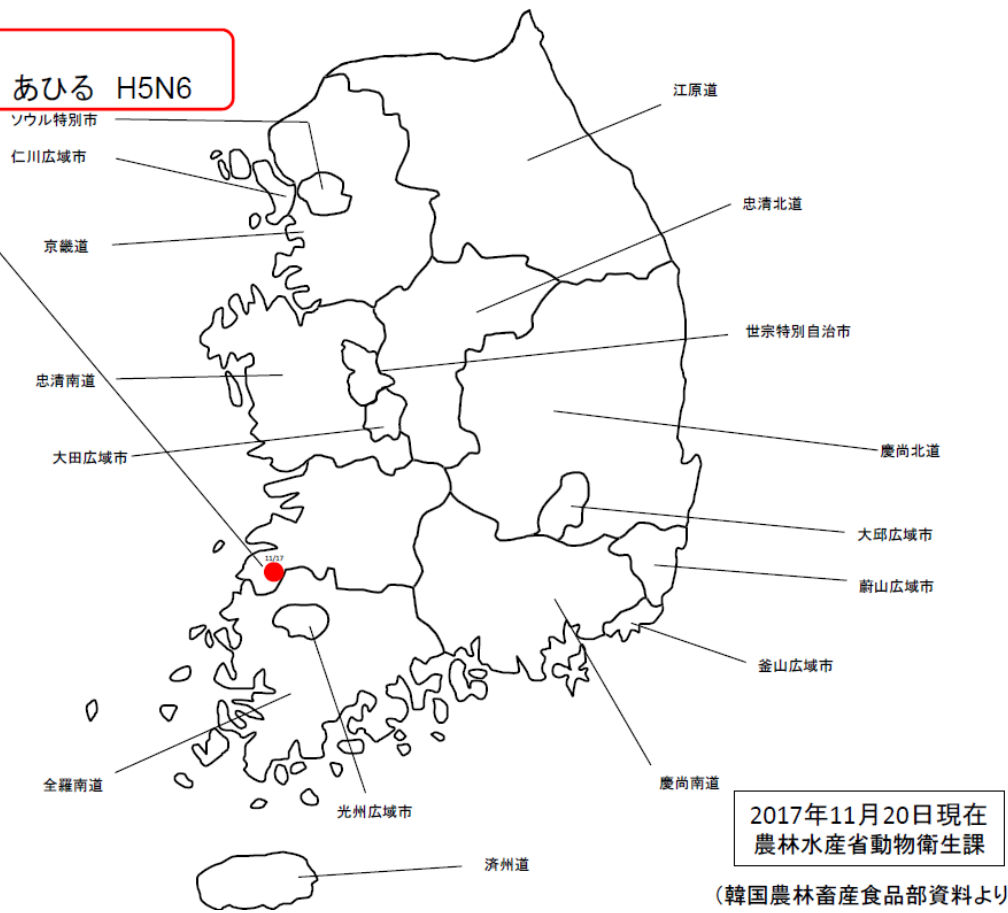 あひる H5N6
ソウル特別市
江原道
仁川広域市
忠清北道
京畿道
世宗特別自治市
忠清南道
慶尚北道
大田広域市
大邱広域市
11/17
蔚山広域市
釜山広域市
全羅南道
慶尚南道
光州広域市
2017年11月20日現在
農林水産省動物衛生課
済州道
(韓国農林畜産食品部資料より